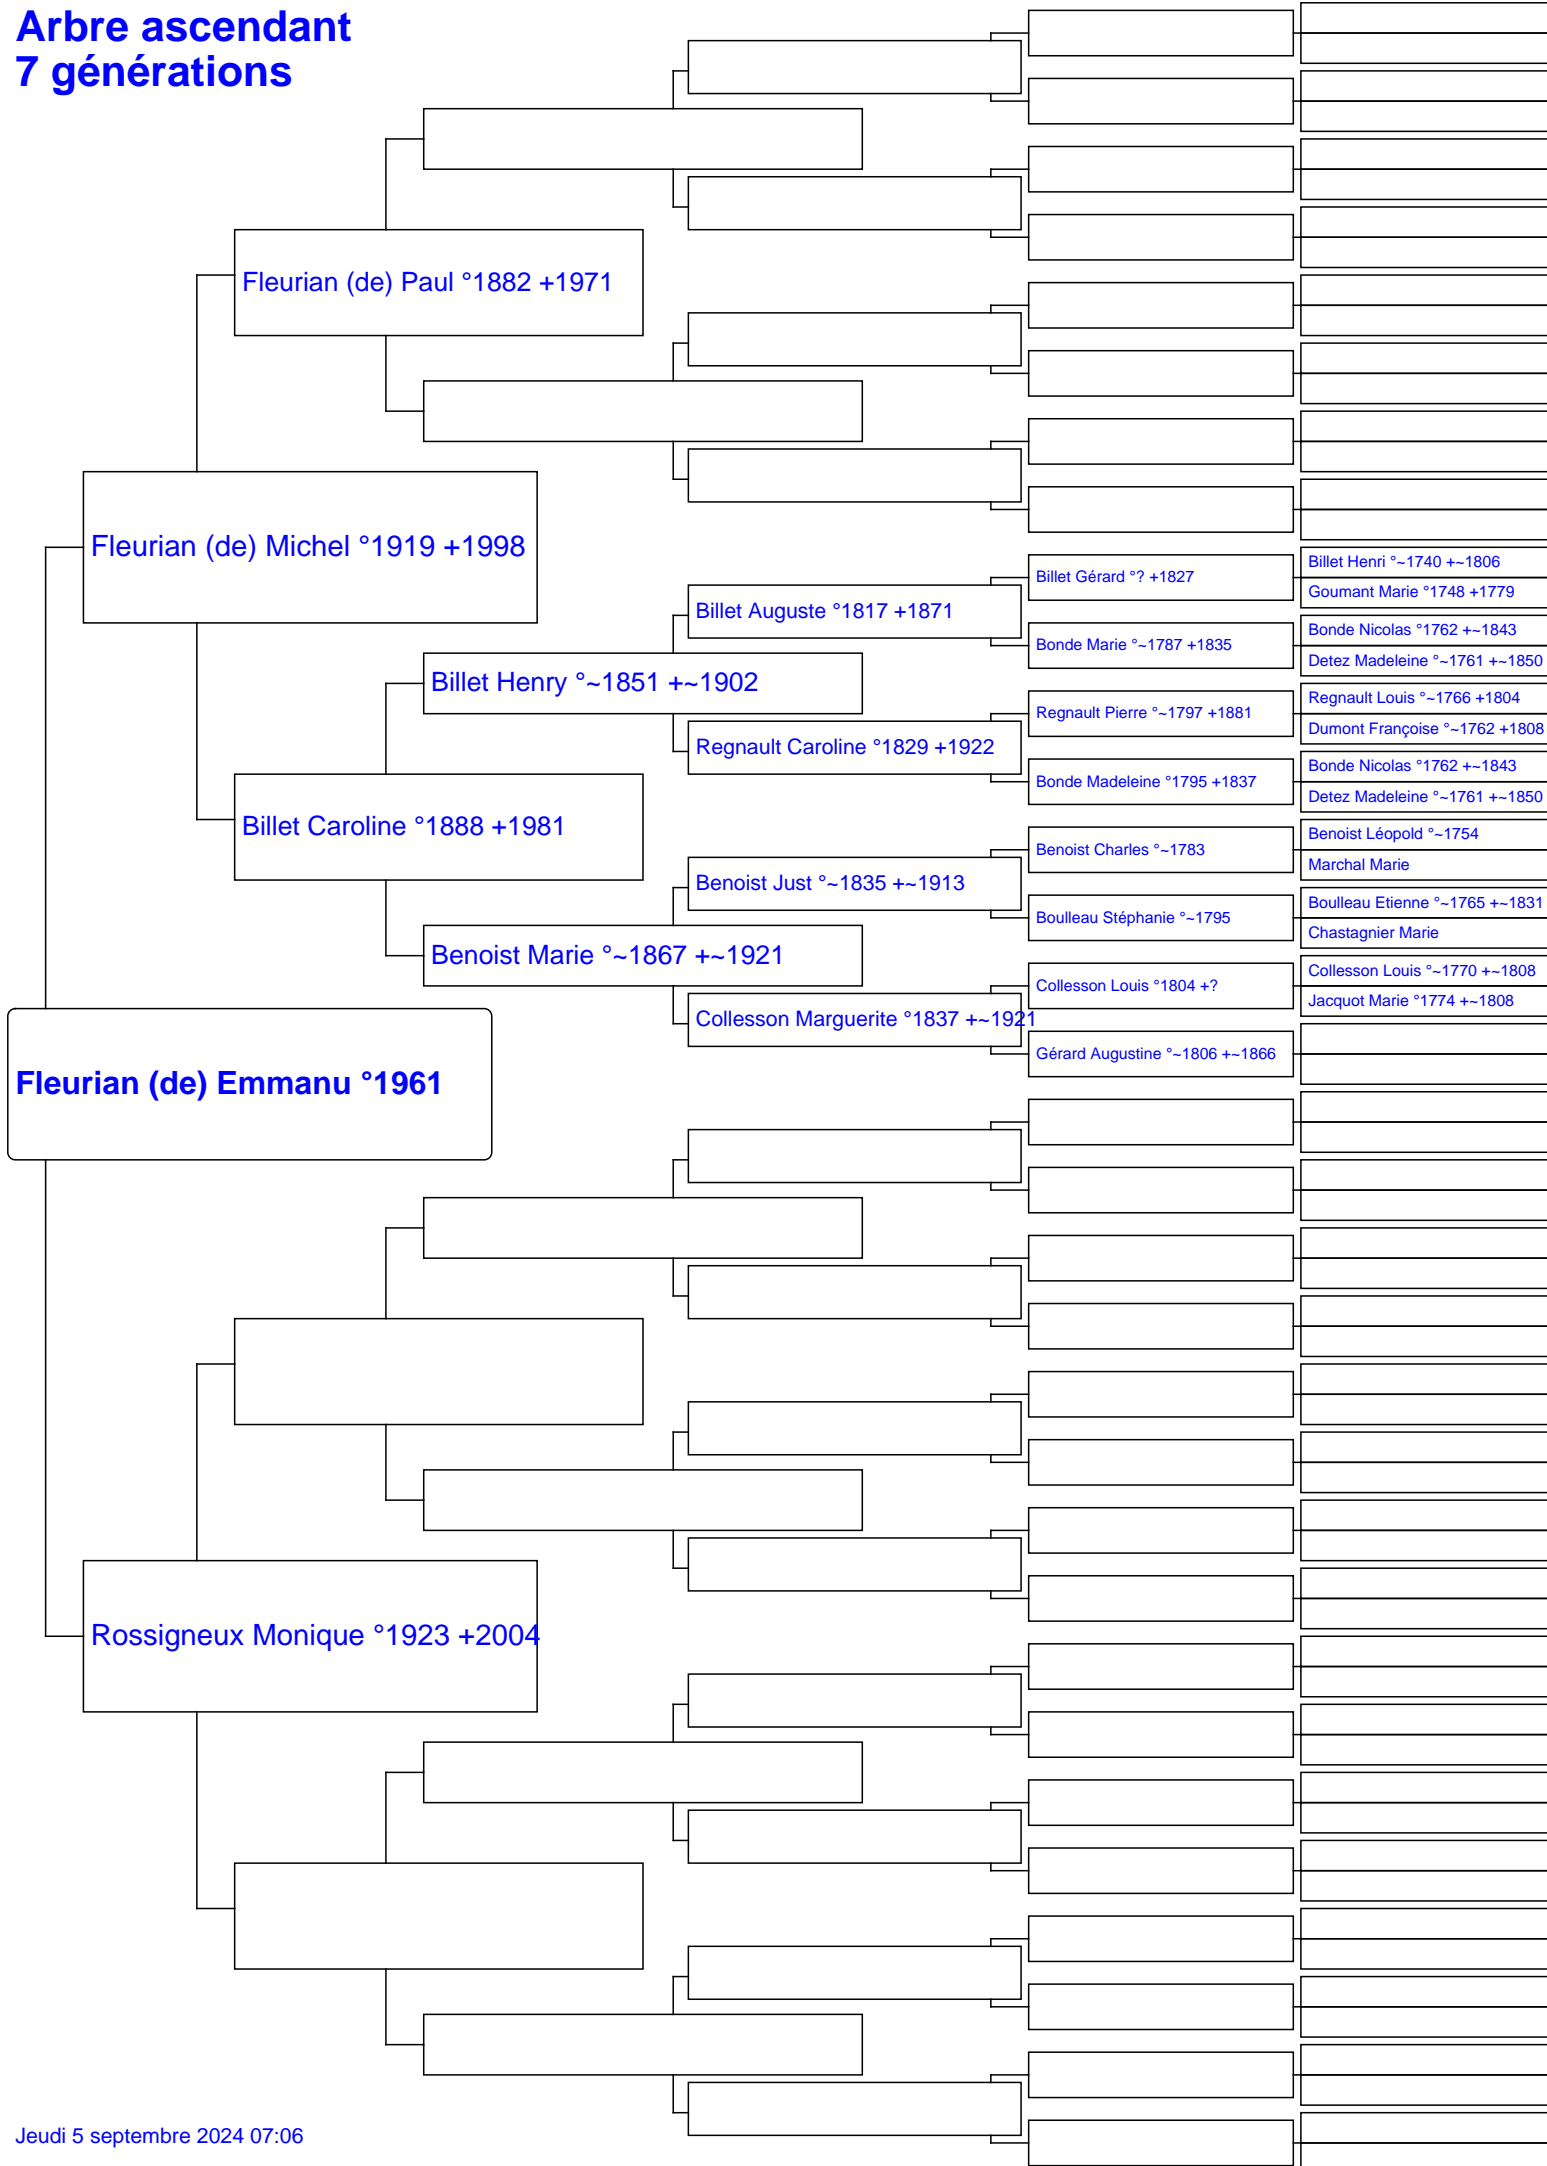 Arbre ascendant
7 générations
Fleurian (de) Paul °1882 +1971
Fleurian (de) Michel °1919 +1998
Billet Gérard °? +1827
Billet Henri °~1740 +~1806
Goumant Marie °1748 +1779
Billet Auguste °1817 +1871
Bonde Marie °~1787 +1835
Bonde Nicolas °1762 +~1843
Detez Madeleine °~1761 +~1850
Billet Henry °~1851 +~1902
Regnault Pierre °~1797 +1881
Regnault Louis °~1766 +1804
Dumont Françoise °~1762 +1808
Regnault Caroline °1829 +1922
Bonde Madeleine °1795 +1837
Bonde Nicolas °1762 +~1843
Detez Madeleine °~1761 +~1850
Billet Caroline °1888 +1981
Benoist Charles °~1783
Benoist Léopold °~1754
Marchal Marie
Benoist Just °~1835 +~1913
Boulleau Stéphanie °~1795
Boulleau Etienne °~1765 +~1831
Chastagnier Marie
Benoist Marie °~1867 +~1921
Collesson Louis °1804 +?
Collesson Louis °~1770 +~1808
Jacquot Marie °1774 +~1808
Collesson Marguerite °1837 +~1921
Gérard Augustine °~1806 +~1866
Fleurian (de) Emmanu °1961
Rossigneux Monique °1923 +2004
Jeudi 5 septembre 2024 07:06